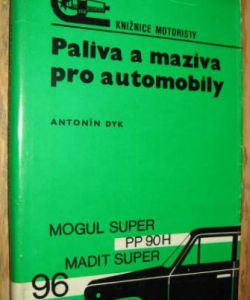 KNIŽNICE MOTORISTY
Paliva a maziva
pro automobily
ANTONÍN DYK
MOGUL SUPER
PP 90 H
MADIT SUPER
96